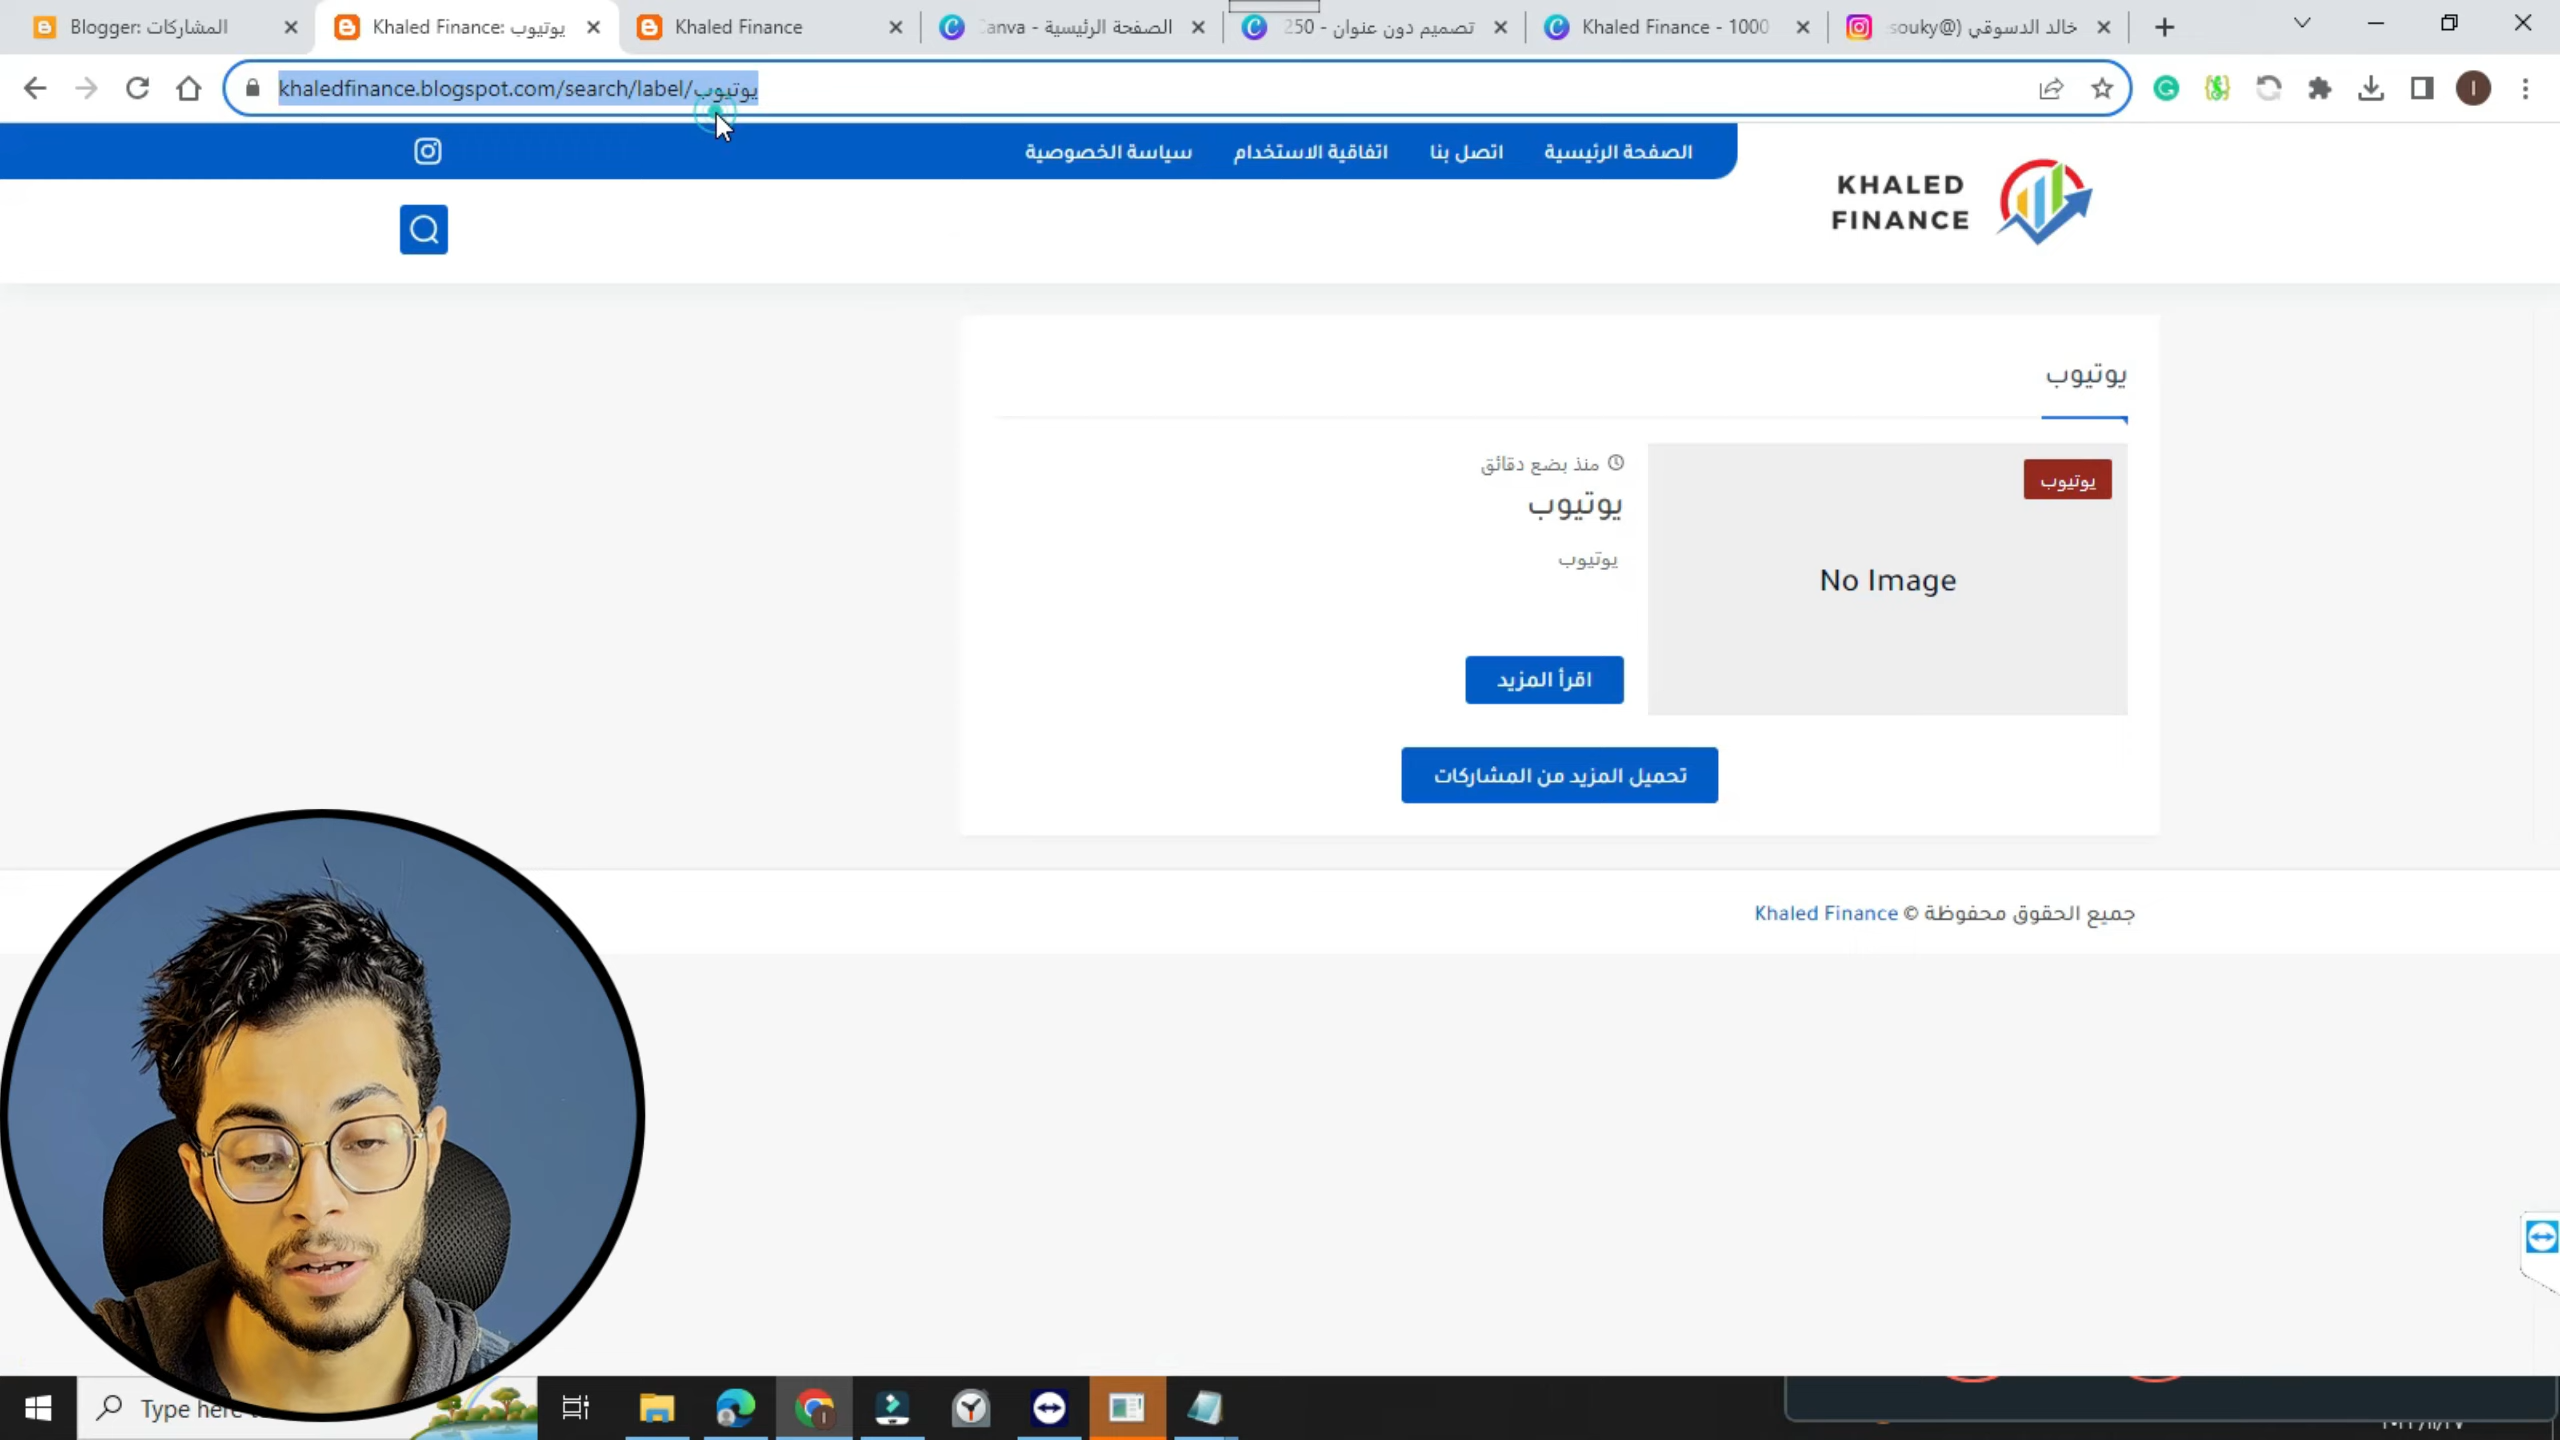 Blogger: المشاركات
Khaled Finance: يوتيوب
Khaled Finance
الصفحة الرئيسية - Canva
تصميم دون عنوان - 250
Khaled Finance - 1000
خالد الدسوقي (@souky
khaledfinance.blogspot.com/search/label/يوتيوب
الصفحة الرئيسية
اتصل بنا
اتفاقية الاستخدام
سياسة الخصوصية
KHALED
FINANCE
يوتيوب
يوتيوب
No Image
منذ بضع دقائق
يوتيوب
يوتيوب
اقرأ المزيد
تحميل المزيد من المشاركات
جميع الحقوق محفوظة © Khaled Finance
Type here